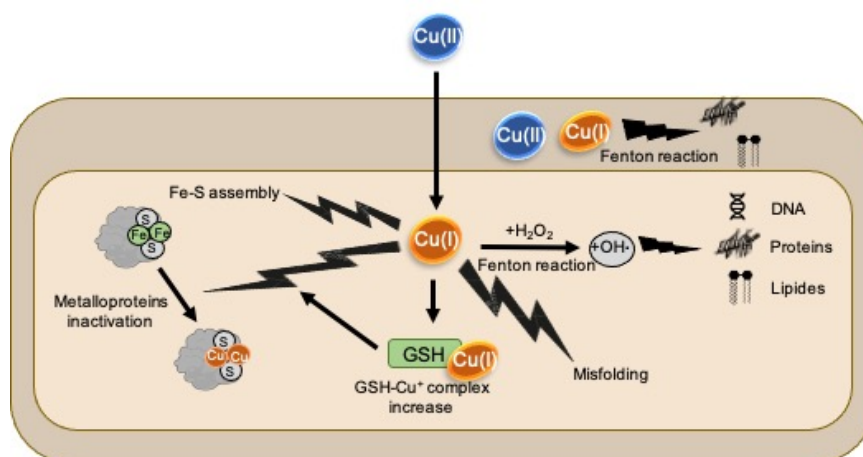 Cu(II)
Cu(II)
Cu(I)
Fenton reaction
Fe-S assembly
S
Fe
Fe
S
Cu(I)
+H₂O₂
Fenton reaction
+OH·
DNA
Proteins
Lipides
Metalloproteins
inactivation
S
Cu
Cu
S
GSH
Cu(I)
GSH-Cu⁺ complex
increase
Misfolding